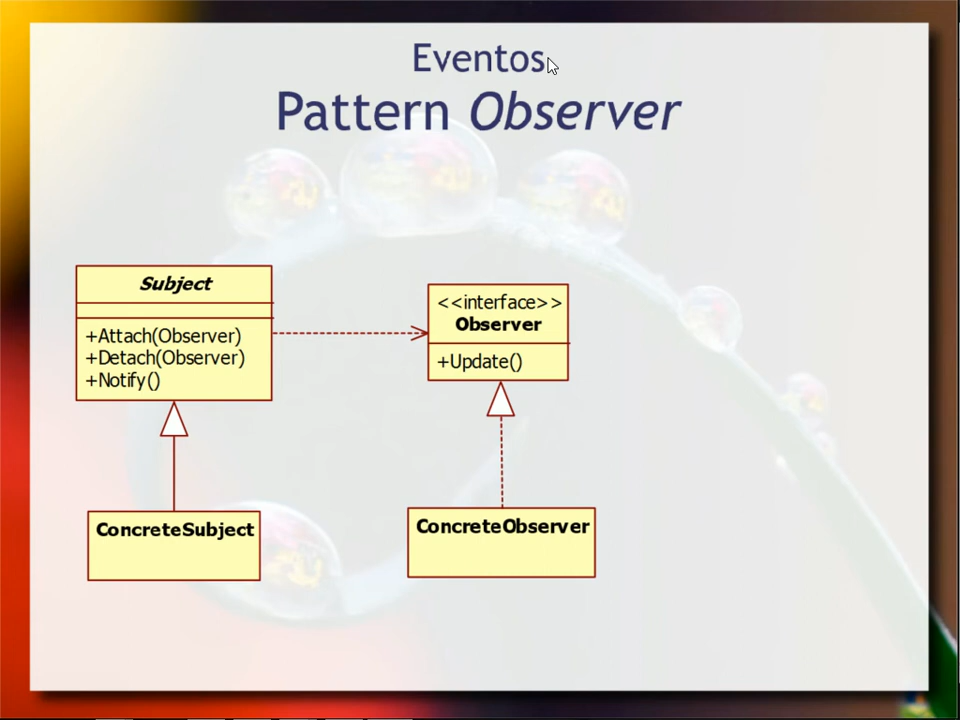 Eventos
Pattern Observer
Subject
+Attach(Observer)
+Detach(Observer)
+Notify()
<<interface>>
Observer
+Update()
ConcreteSubject
ConcreteObserver